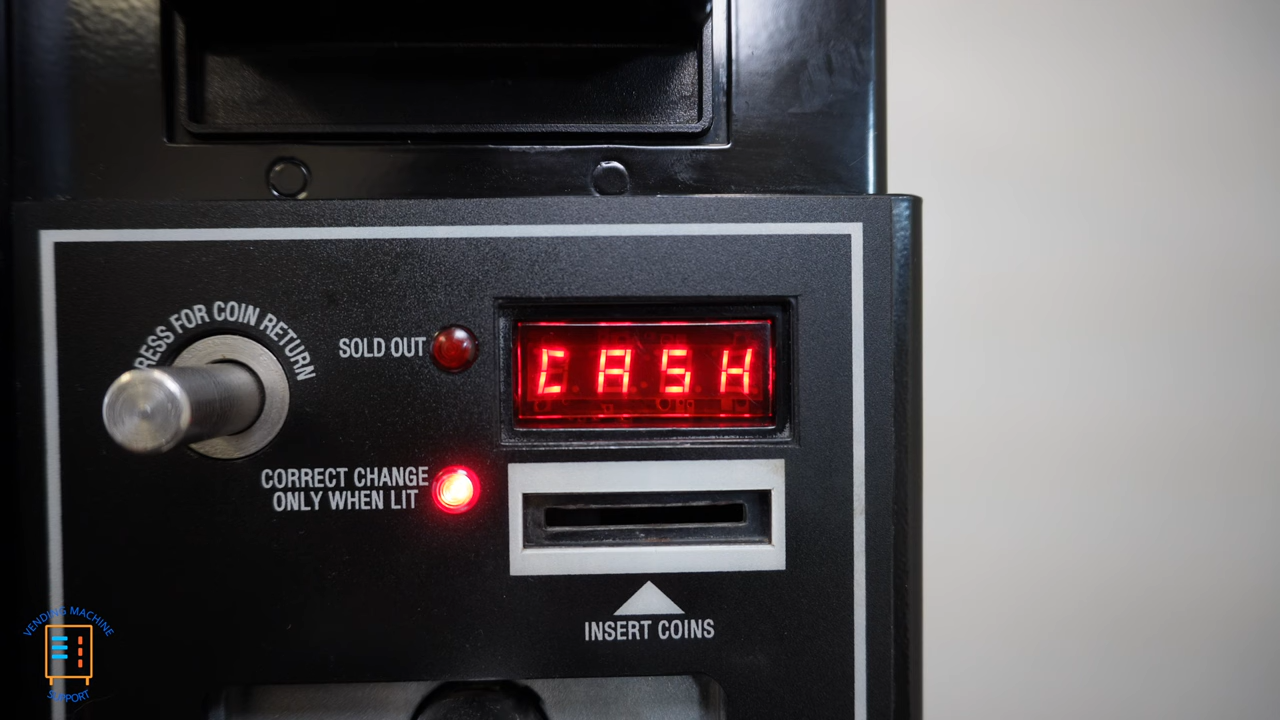 PRESS FOR COIN RETURN
SOLD OUT
CASH
CORRECT CHANGE
ONLY WHEN LIT
INSERT COINS
VENDING MACHINE
SUPPORT